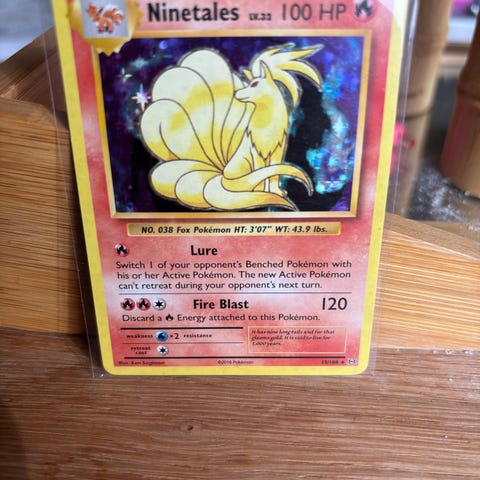 Ninetales LV.32 100 HP
NO. 038 Fox Pokémon HT: 3'07" WT: 43.9 lbs.
Lure
Switch 1 of your opponent's Benched Pokémon with
his or her Active Pokémon. The new Active Pokémon
can't retreat during your opponent's next turn.
Fire Blast 120
Discard a Energy attached to this Pokémon.
weakness ×2 resistance
retreat
cost
It has nine long tails and fur that
gleams gold. It is said to live for
1,000 years.
Illus. Ken Sugimori
©2016 Pokémon
15/108